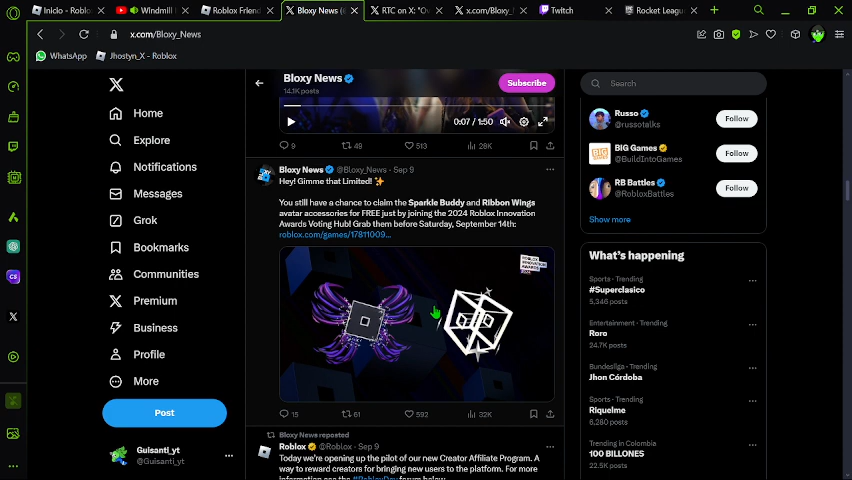 Inicio - Roblo
Windmill I
Roblox Friend
Bloxy News (
RTC on X: "Ov
x.com/Bloxy_
Twitch
Rocket Leagu
x.com/Bloxy_News
WhatsApp
Jhostyn_X - Roblox
Home
Explore
Notifications
Messages
Grok
Bookmarks
Communities
Premium
Business
Profile
More
Post
Guisanti_yt
@Guisanti_yt
Bloxy News
14.1K posts
Subscribe
0:07 / 1:50
9
49
513
28K
Bloxy News @Bloxy_News · Sep 9
Hey! Gimme that Limited! ✨
You still have a chance to claim the Sparkle Buddy and Ribbon Wings
avatar accessories for FREE just by joining the 2024 Roblox Innovation
Awards Voting Hub! Grab them before Saturday, September 14th:
roblox.com/games/17811009...
ROBLOX
INNOVATION
AWARDS
15
61
592
32K
Bloxy News reposted
Roblox @Roblox · Sep 9
Today we're opening up the pilot of our new Creator Affiliate Program. A
way to reward creators for bringing new users to the platform. For more
Search
Russo
@russotalks
Follow
BIG Games
@BuildIntoGames
Follow
RB Battles
@RobloxBattles
Follow
Show more
What's happening
Sports · Trending
#Superclasico
5,346 posts
Entertainment · Trending
Roro
24.7K posts
Bundesliga · Trending
Jhon Córdoba
Sports · Trending
Riquelme
6,260 posts
Trending in Colombia
100 BILLONES
22.5K posts